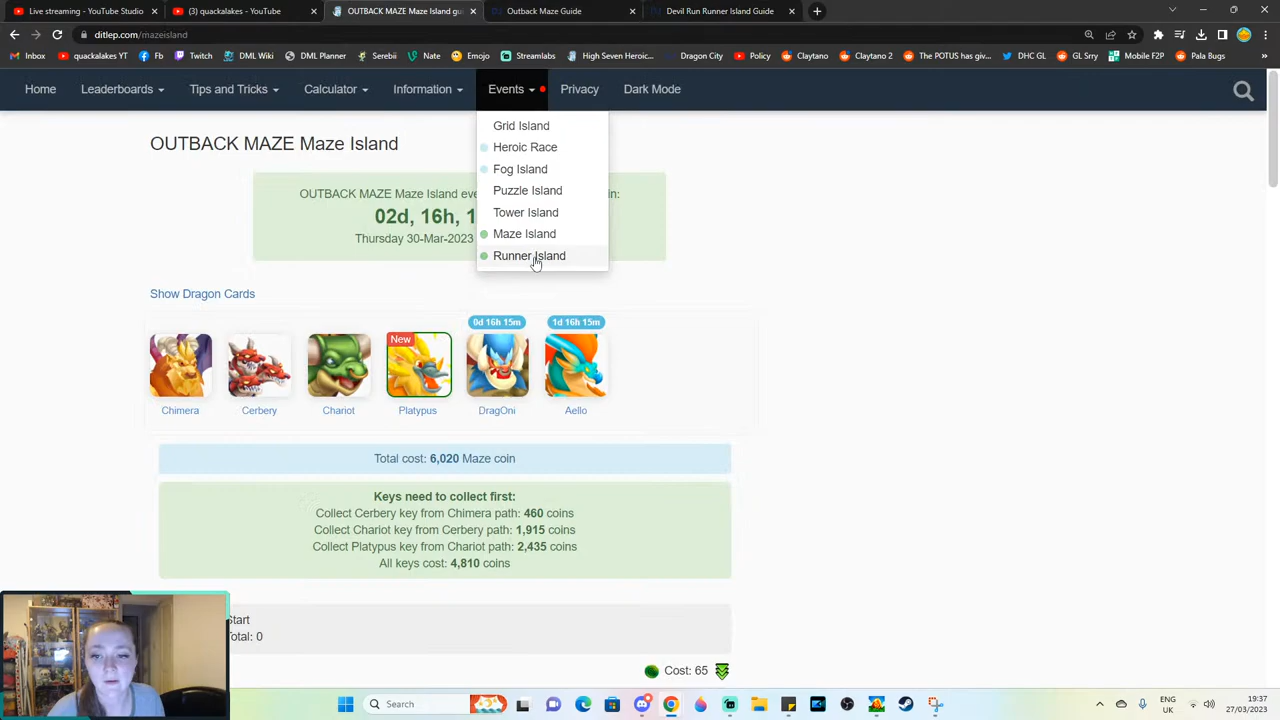 Live streaming - YouTube Studio
(3) quackalakes - YouTube
OUTBACK MAZE Maze Island gu
Outback Maze Guide
Devil Run Runner Island Guide
ditlep.com/mazeisland
Inbox
quackalakes YT
Fb
Twitch
DML Wiki
DML Planner
Serebii
Vnate
Emojo
Streamlabs
High Seven Heroic...
Dragon City
Policy
Claytano
Claytano 2
The POTUS has giv...
DHC GL
GL Srry
Mobile F2P
Pala Bugs
Home
Leaderboards
Tips and Tricks
Calculator
Information
Events
Privacy
Dark Mode
Grid Island
Heroic Race
Fog Island
Puzzle Island
Tower Island
Maze Island
Runner Island
OUTBACK MAZE Maze Island
OUTBACK MAZE Maze Island eve
in:
02d, 16h, 1
Thursday 30-Mar-2023
Show Dragon Cards
0d 16h 15m
1d 16h 15m
New
Chimera
Cerbery
Chariot
Platypus
DragOni
Aello
Total cost: 6,020 Maze coin
Keys need to collect first:
Collect Cerbery key from Chimera path: 460 coins
Collect Chariot key from Cerbery path: 1,915 coins
Collect Platypus key from Chariot path: 2,435 coins
All keys cost: 4,810 coins
Start
Total: 0
Cost: 65
Search
ENG
UK
19:37
27/03/2023